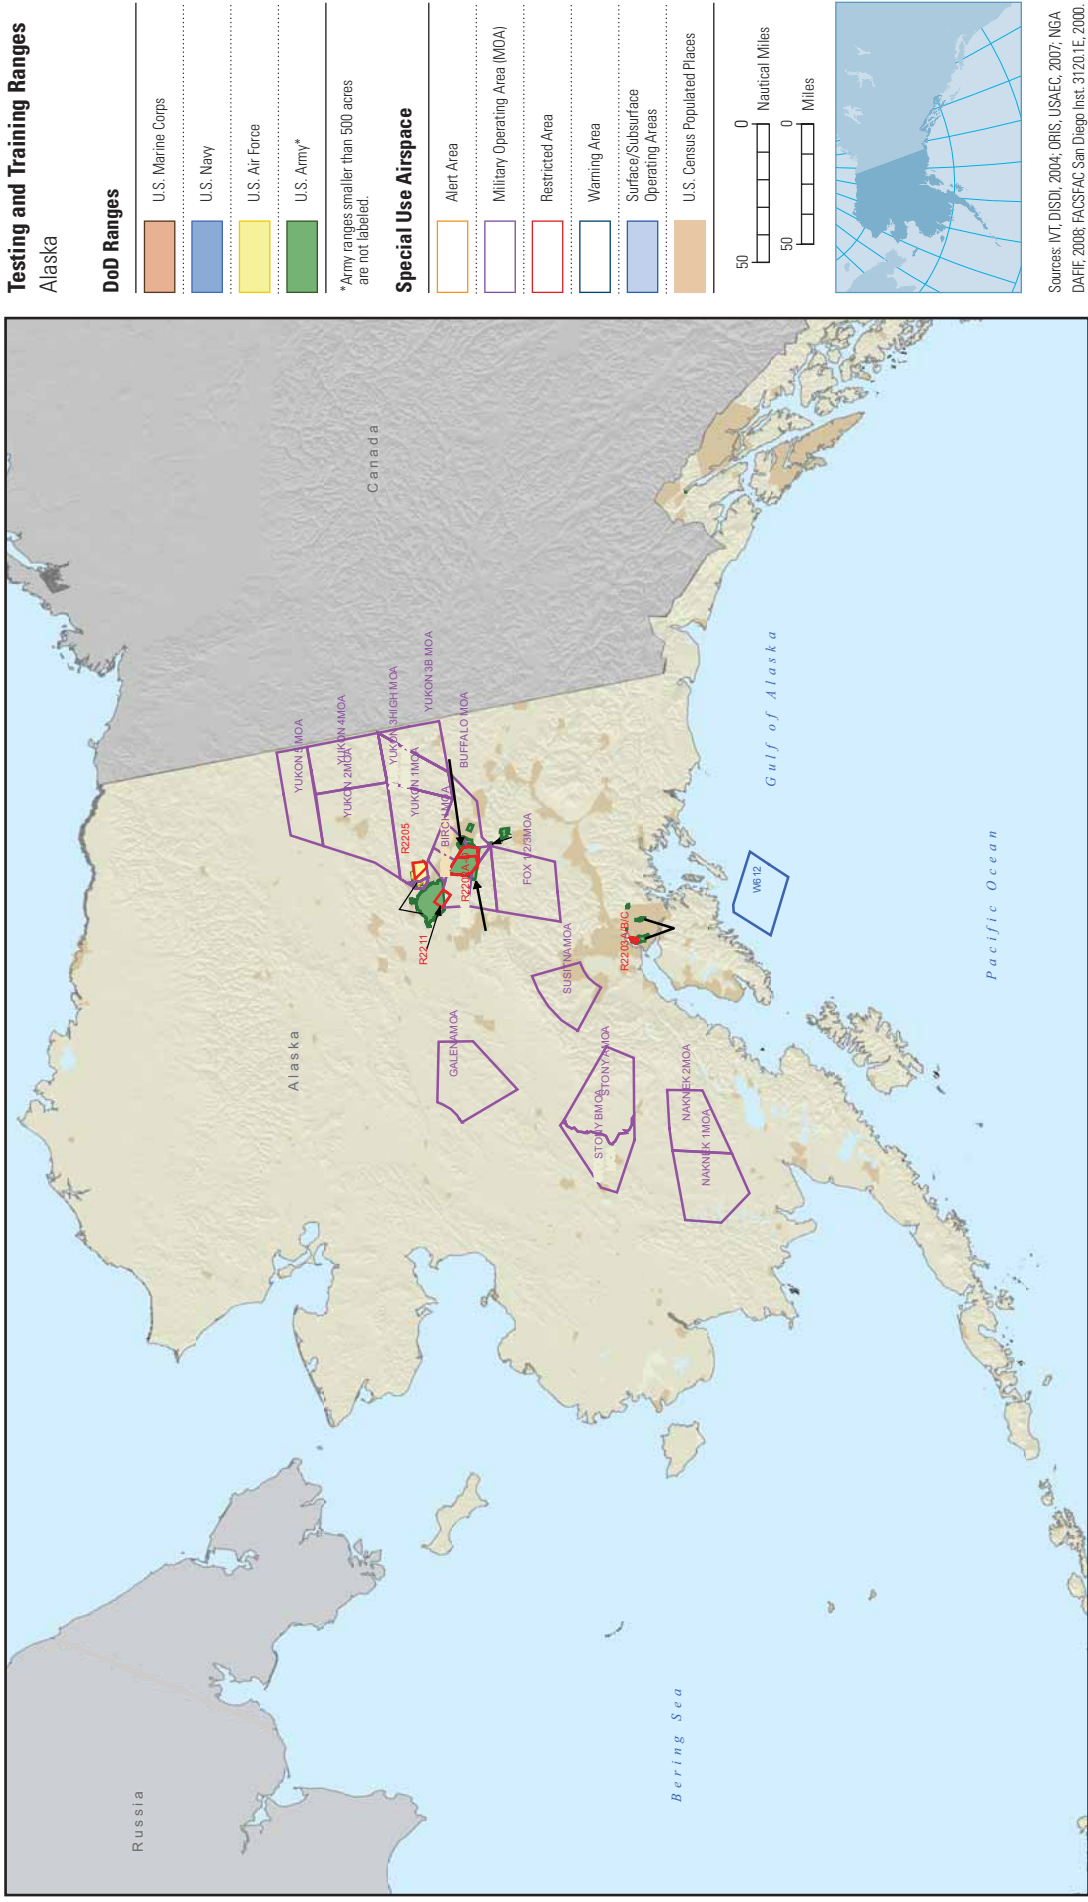 Testing and Training Ranges
Alaska
DoD Ranges
U.S. Marine Corps
U.S. Navy
U.S. Air Force
U.S. Army*
*Army ranges smaller than 500 acres
are not labeled.
Special Use Airspace
Alert Area
Military Operating Area (MOA)
Restricted Area
Warning Area
Surface/Subsurface
Operating Areas
U.S. Census Populated Places
50
0
Nautical Miles
50
0
Miles
Sources: IVT, DISDI, 2004; ORIS, USAEC, 2007; NGA
DAFIF, 2008; FACSFAC San Diego Inst. 3120.1E, 2000.
Russia
Alaska
Canada
YUKON 5 MOA
YUKON 4MOA
YUKON 2MOA
YUKON 3HIGH MOA
YUKON 1MOA
YUKON 3B MOA
R2205
BIRCH MOA
BUFFALO MOA
R2211
FOX 1/2/3MOA
GALENAMOA
SUSITNAMOA
STONY AMOA
STONY BMOA
R2203A/B/C
NAKNEK 2MOA
NAKNEK 1MOA
W612
Gulf of Alaska
Bering Sea
Pacific Ocean